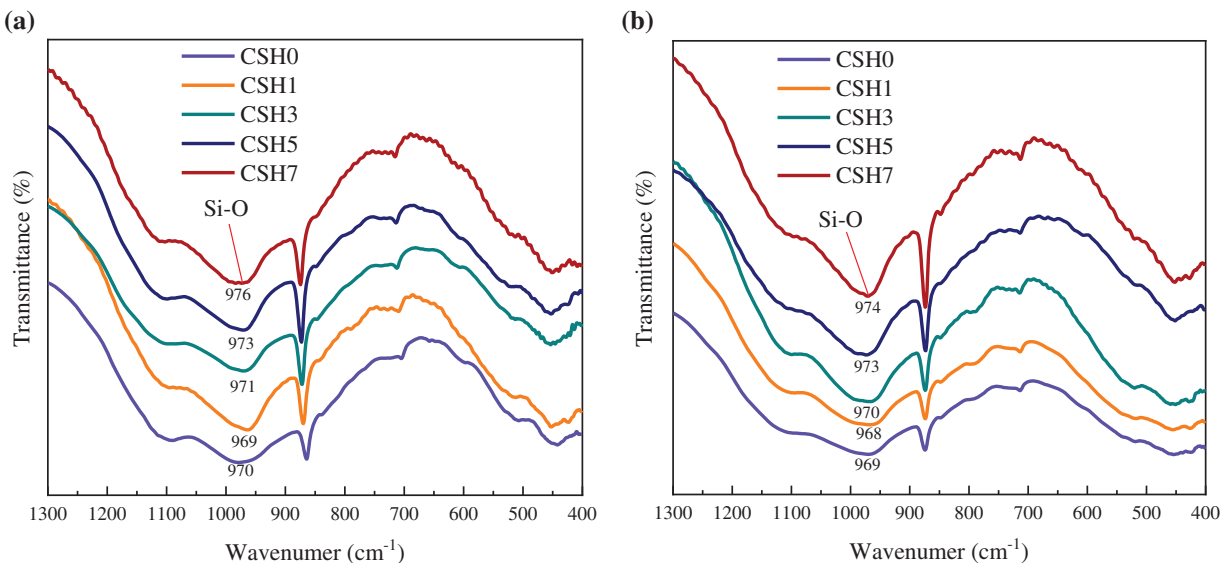 (a)
CSH0
CSH1
CSH3
CSH5
CSH7
Si-O
976
973
971
969
970
Transmittance (%)
1300 1200 1100 1000 900 800 700 600 500 400
Wavenumer (cm⁻¹)
(b)
CSH0
CSH1
CSH3
CSH5
CSH7
Si-O
974
973
970
968
969
Transmittance (%)
1300 1200 1100 1000 900 800 700 600 500 400
Wavenumer (cm⁻¹)